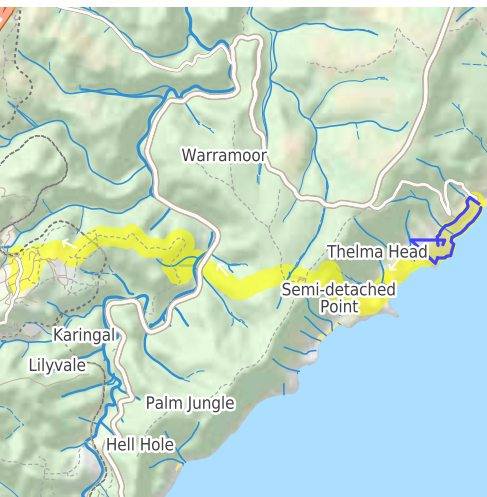 Warramoor
Thelma Head
Semi-detached
Point
Karingal
Lilyvale
Palm Jungle
Hell Hole